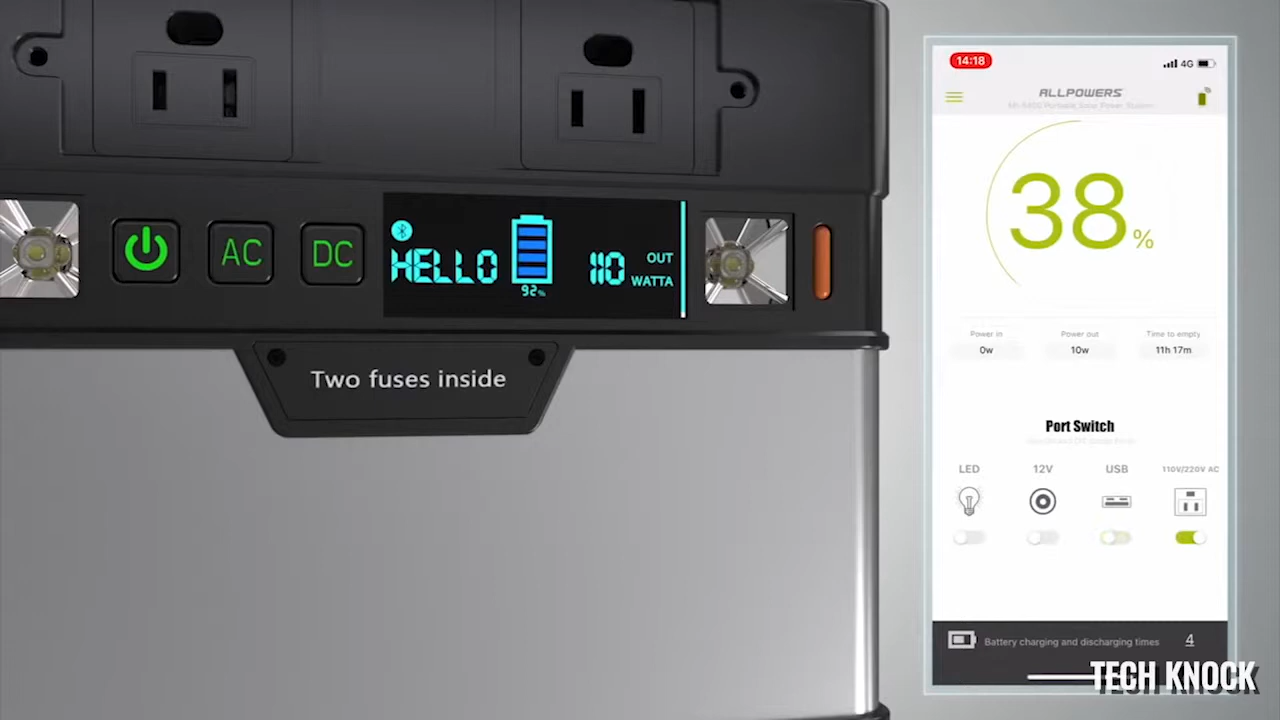 AC
DC
HELLO
92%
110
OUT
WATTA
Two fuses inside
14:18
4G
ALLPOWERS
38%
Power in
Power out
Time to empty
0w
10w
11h 17m
Port Switch
LED
12V
USB
110V/220V AC
Battery charging and discharging times
4
TECH KNOCK